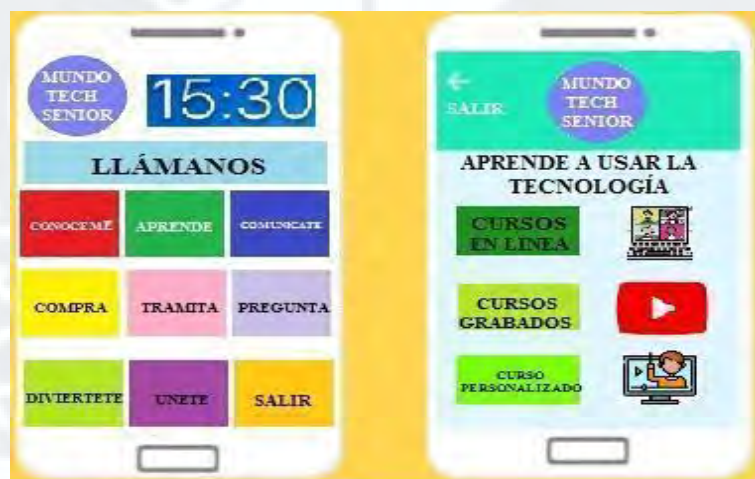 MUNDO
TECH
SENIOR
15:30
LLÁMANOS
CONOCEME
APRENDE
COMUNICATE
COMPRA
TRAMITA
PREGUNTA
DIVIERTETE
UNETE
SALIR
←
SALIR
MUNDO
TECH
SENIOR
APRENDE A USAR LA
TECNOLOGÍA
CURSOS
EN LINEA
CURSOS
GRABADOS
CURSO
PERSONALIZADO